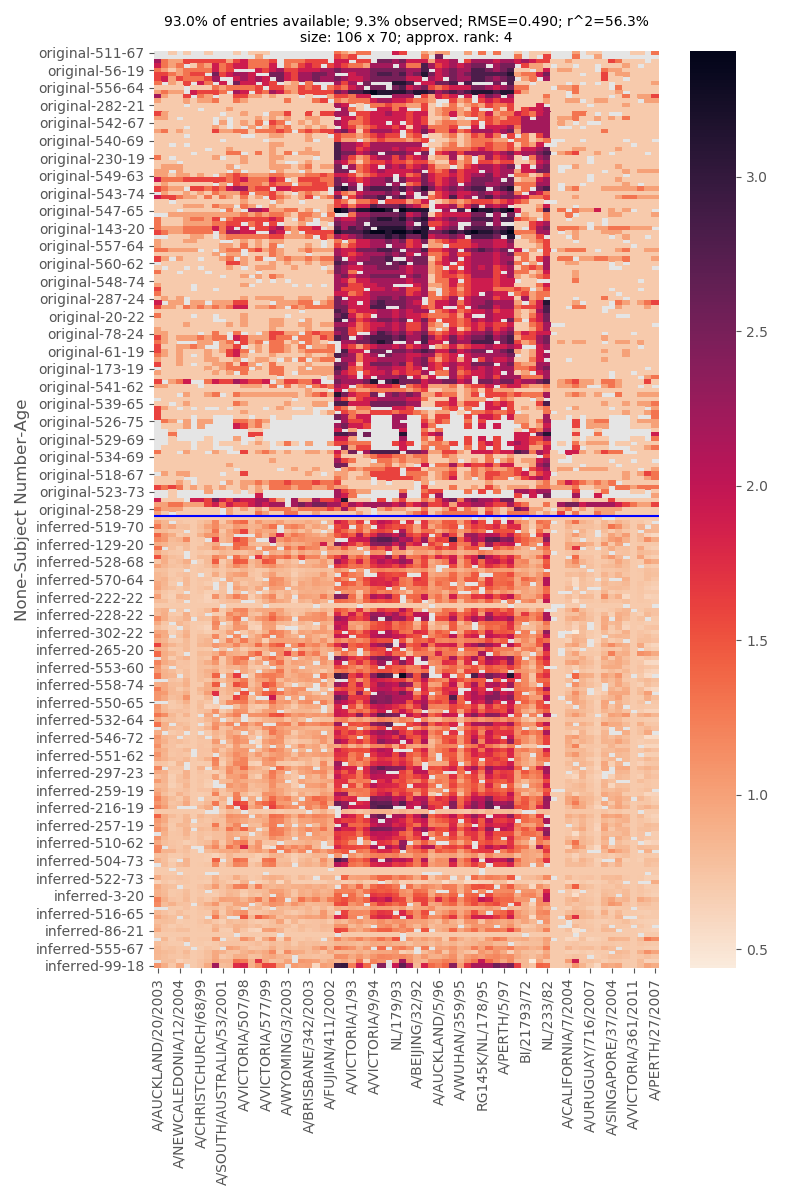 93.0% of entries available; 9.3% observed; RMSE=0.490; r^2=56.3%
size: 106 x 70; approx. rank: 4
None-Subject Number-Age
original-511-67
original-56-19
original-556-64
original-282-21
original-542-67
original-540-69
original-230-19
original-549-63
original-543-74
original-547-65
original-143-20
original-557-64
original-560-62
original-548-74
original-287-24
original-20-22
original-78-24
original-61-19
original-173-19
original-541-62
original-539-65
original-526-75
original-529-69
original-534-69
original-518-67
original-523-73
original-258-29
inferred-519-70
inferred-129-20
inferred-528-68
inferred-570-64
inferred-222-22
inferred-228-22
inferred-302-22
inferred-265-20
inferred-553-60
inferred-558-74
inferred-550-65
inferred-532-64
inferred-546-72
inferred-551-62
inferred-297-23
inferred-259-19
inferred-216-19
inferred-257-19
inferred-510-62
inferred-504-73
inferred-522-73
inferred-3-20
inferred-516-65
inferred-86-21
inferred-555-67
inferred-99-18
A/AUCKLAND/20/2003
A/NEWCALEDONIA/12/2004
A/CHRISTCHURCH/68/99
A/SOUTH/AUSTRALIA/53/2001
A/VICTORIA/507/98
A/VICTORIA/577/99
A/WYOMING/3/2003
A/BRISBANE/342/2003
A/FUJIAN/411/2002
A/VICTORIA/1/93
A/VICTORIA/9/94
NL/179/93
A/BEIJING/32/92
A/AUCKLAND/5/96
A/WUHAN/359/95
RG145K/NL/178/95
A/PERTH/5/97
BI/21793/72
NL/233/82
A/CALIFORNIA/7/2004
A/URUGUAY/716/2007
A/SINGAPORE/37/2004
A/VICTORIA/361/2011
A/PERTH/27/2007
3.0
2.5
2.0
1.5
1.0
0.5